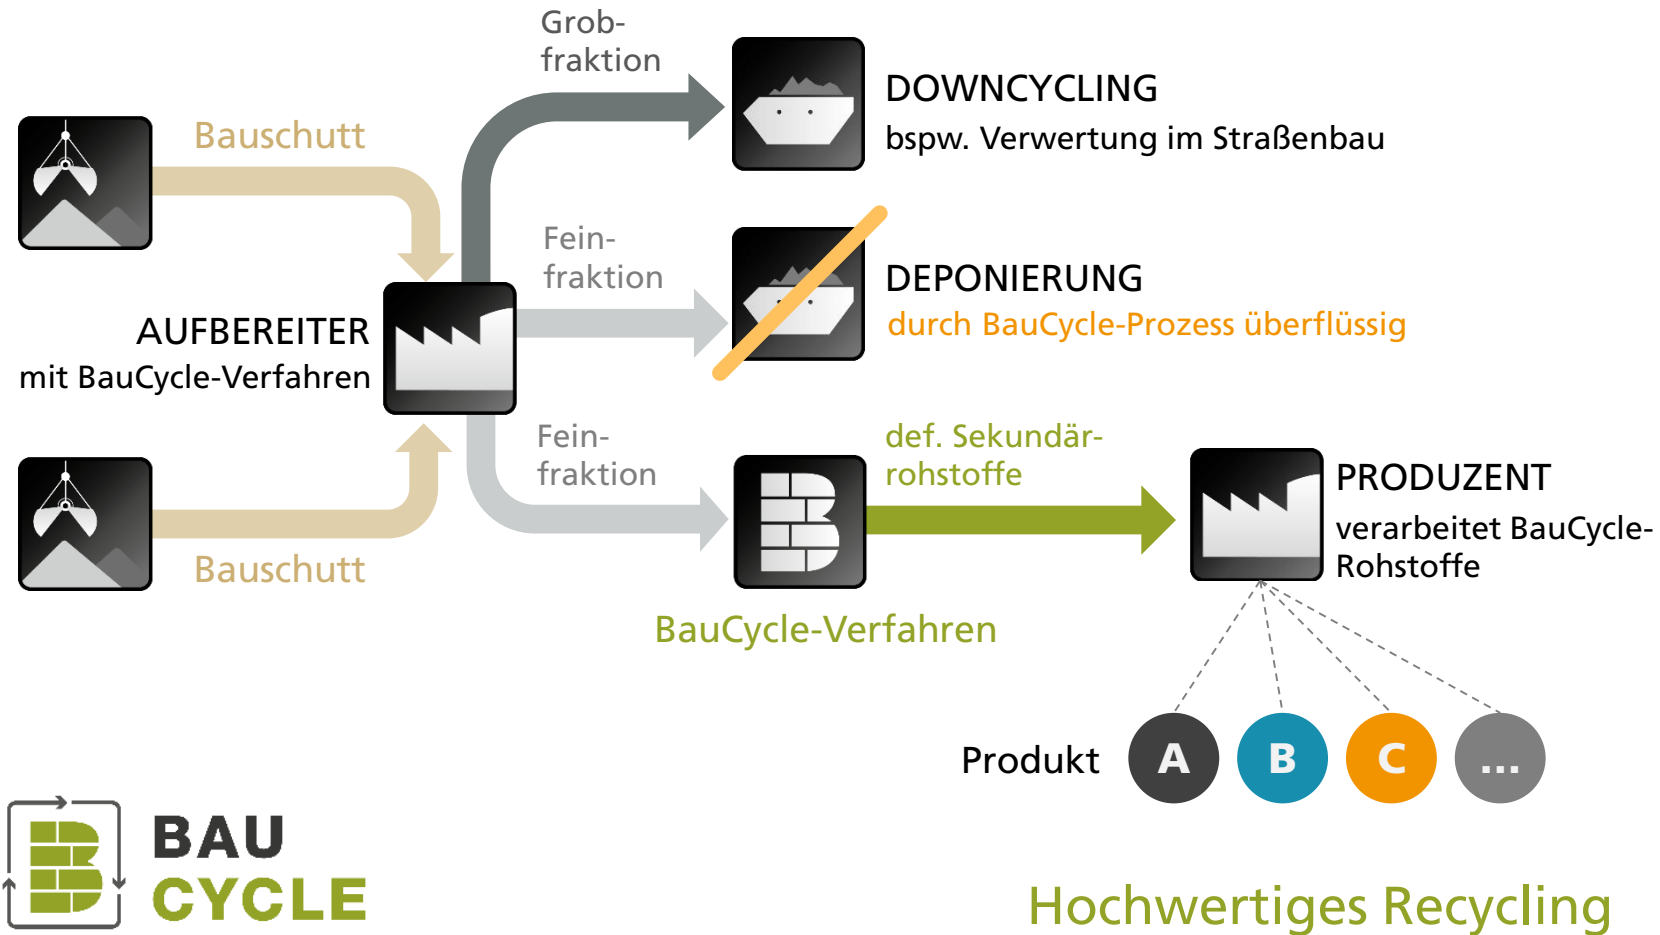 Grob-
fraktion
DOWNCYCLING
bspw. Verwertung im Straßenbau
Bauschutt
Fein-
fraktion
DEPONIERUNG
durch BauCycle-Prozess überflüssig
AUFBEREITER
mit BauCycle-Verfahren
Fein-
fraktion
def. Sekundär-
rohstoffe
PRODUZENT
verarbeitet BauCycle-
Rohstoffe
Bauschutt
BauCycle-Verfahren
Produkt A B C ...
BAU
CYCLE
Hochwertiges Recycling